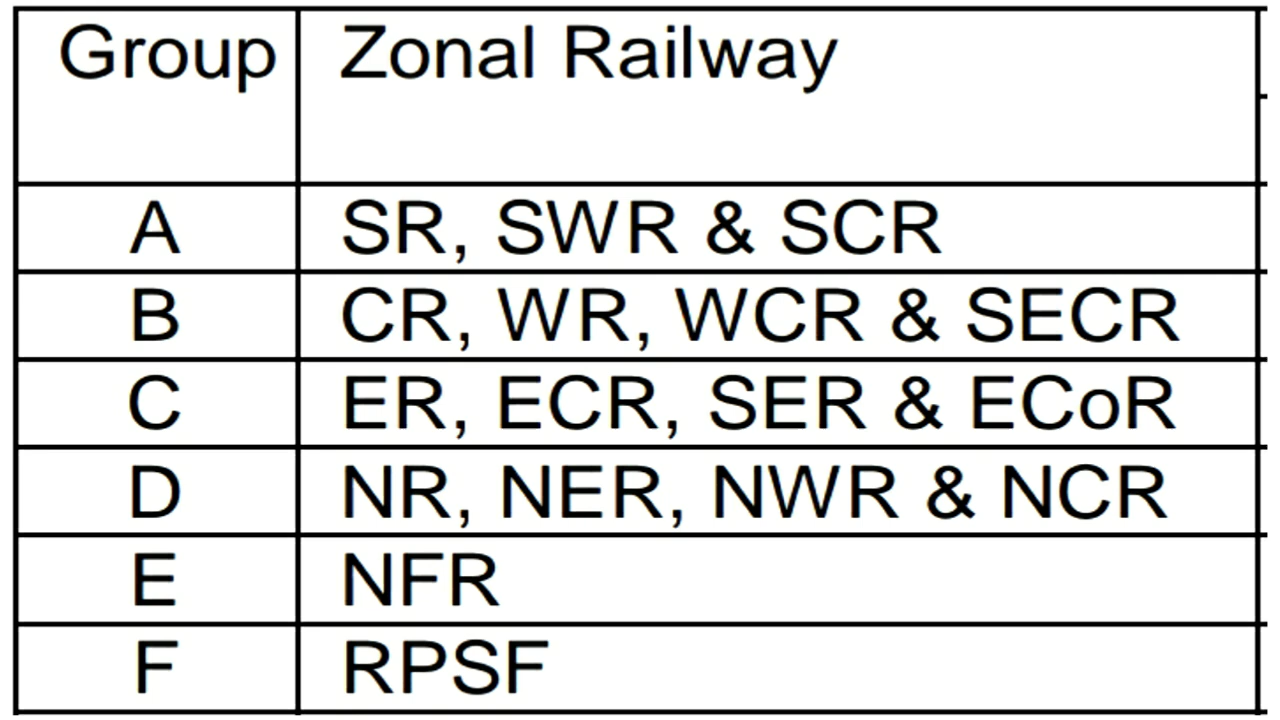 Group Zonal Railway
A SR, SWR & SCR
B CR, WR, WCR & SECR
C ER, ECR, SER & ECoR
D NR, NER, NWR & NCR
E NFR
F RPSF